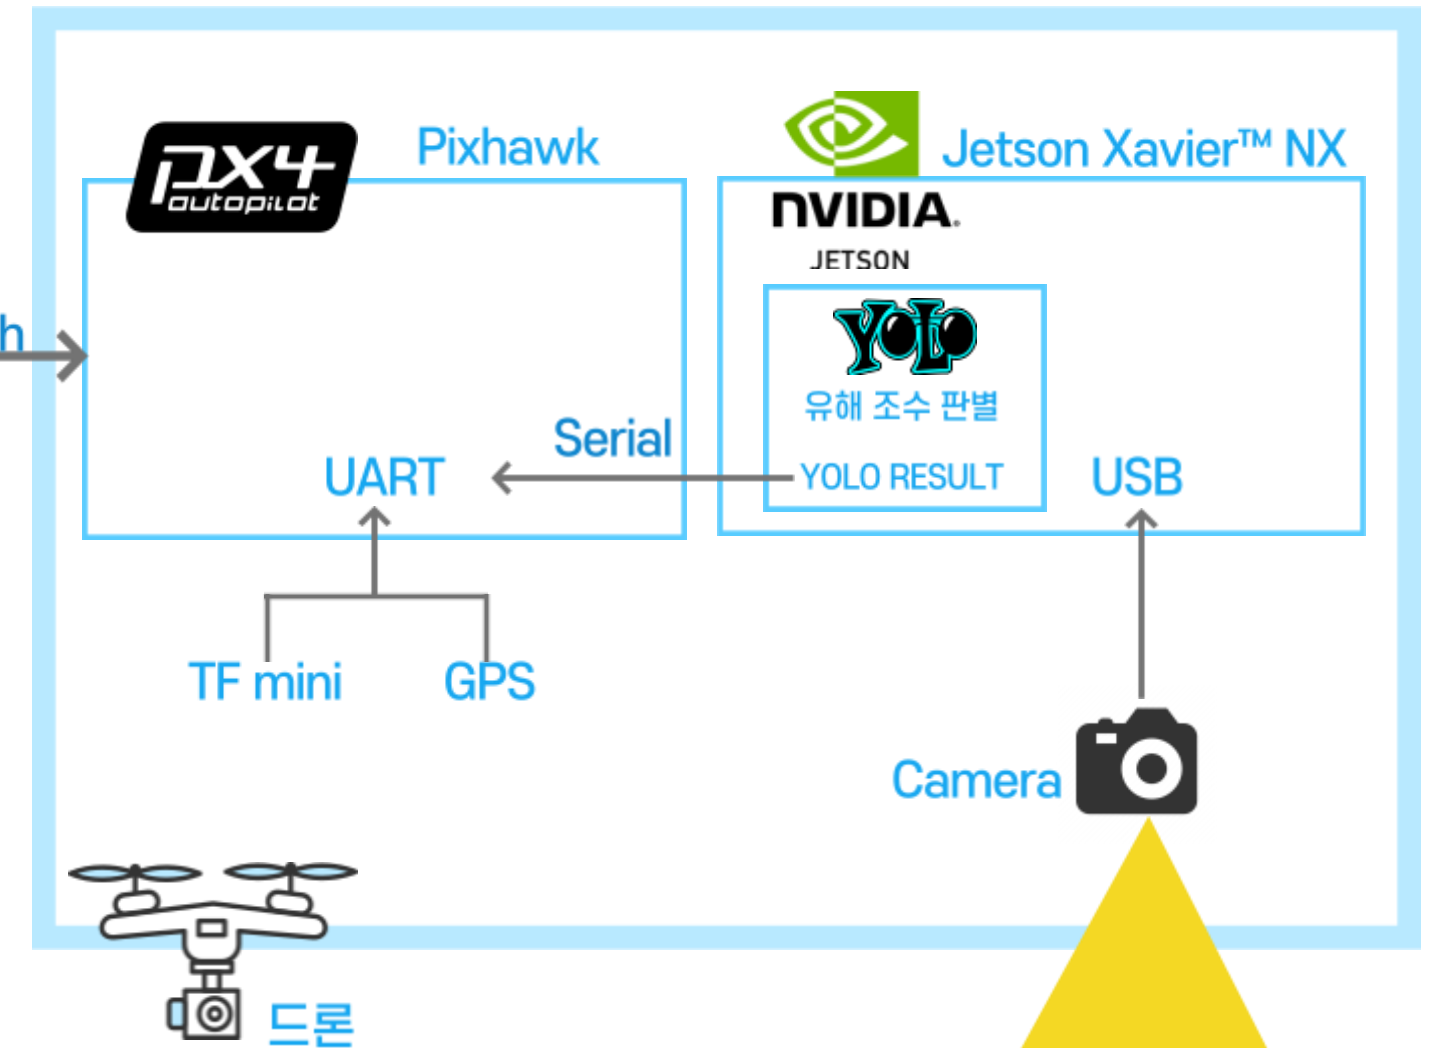 PX4
autopilot
Pixhawk
NVIDIA.
JETSON
Jetson Xavier™ NX
h
YOLO
유해 조수 판별
YOLO RESULT
Serial
UART
USB
TF mini
GPS
Camera
드론